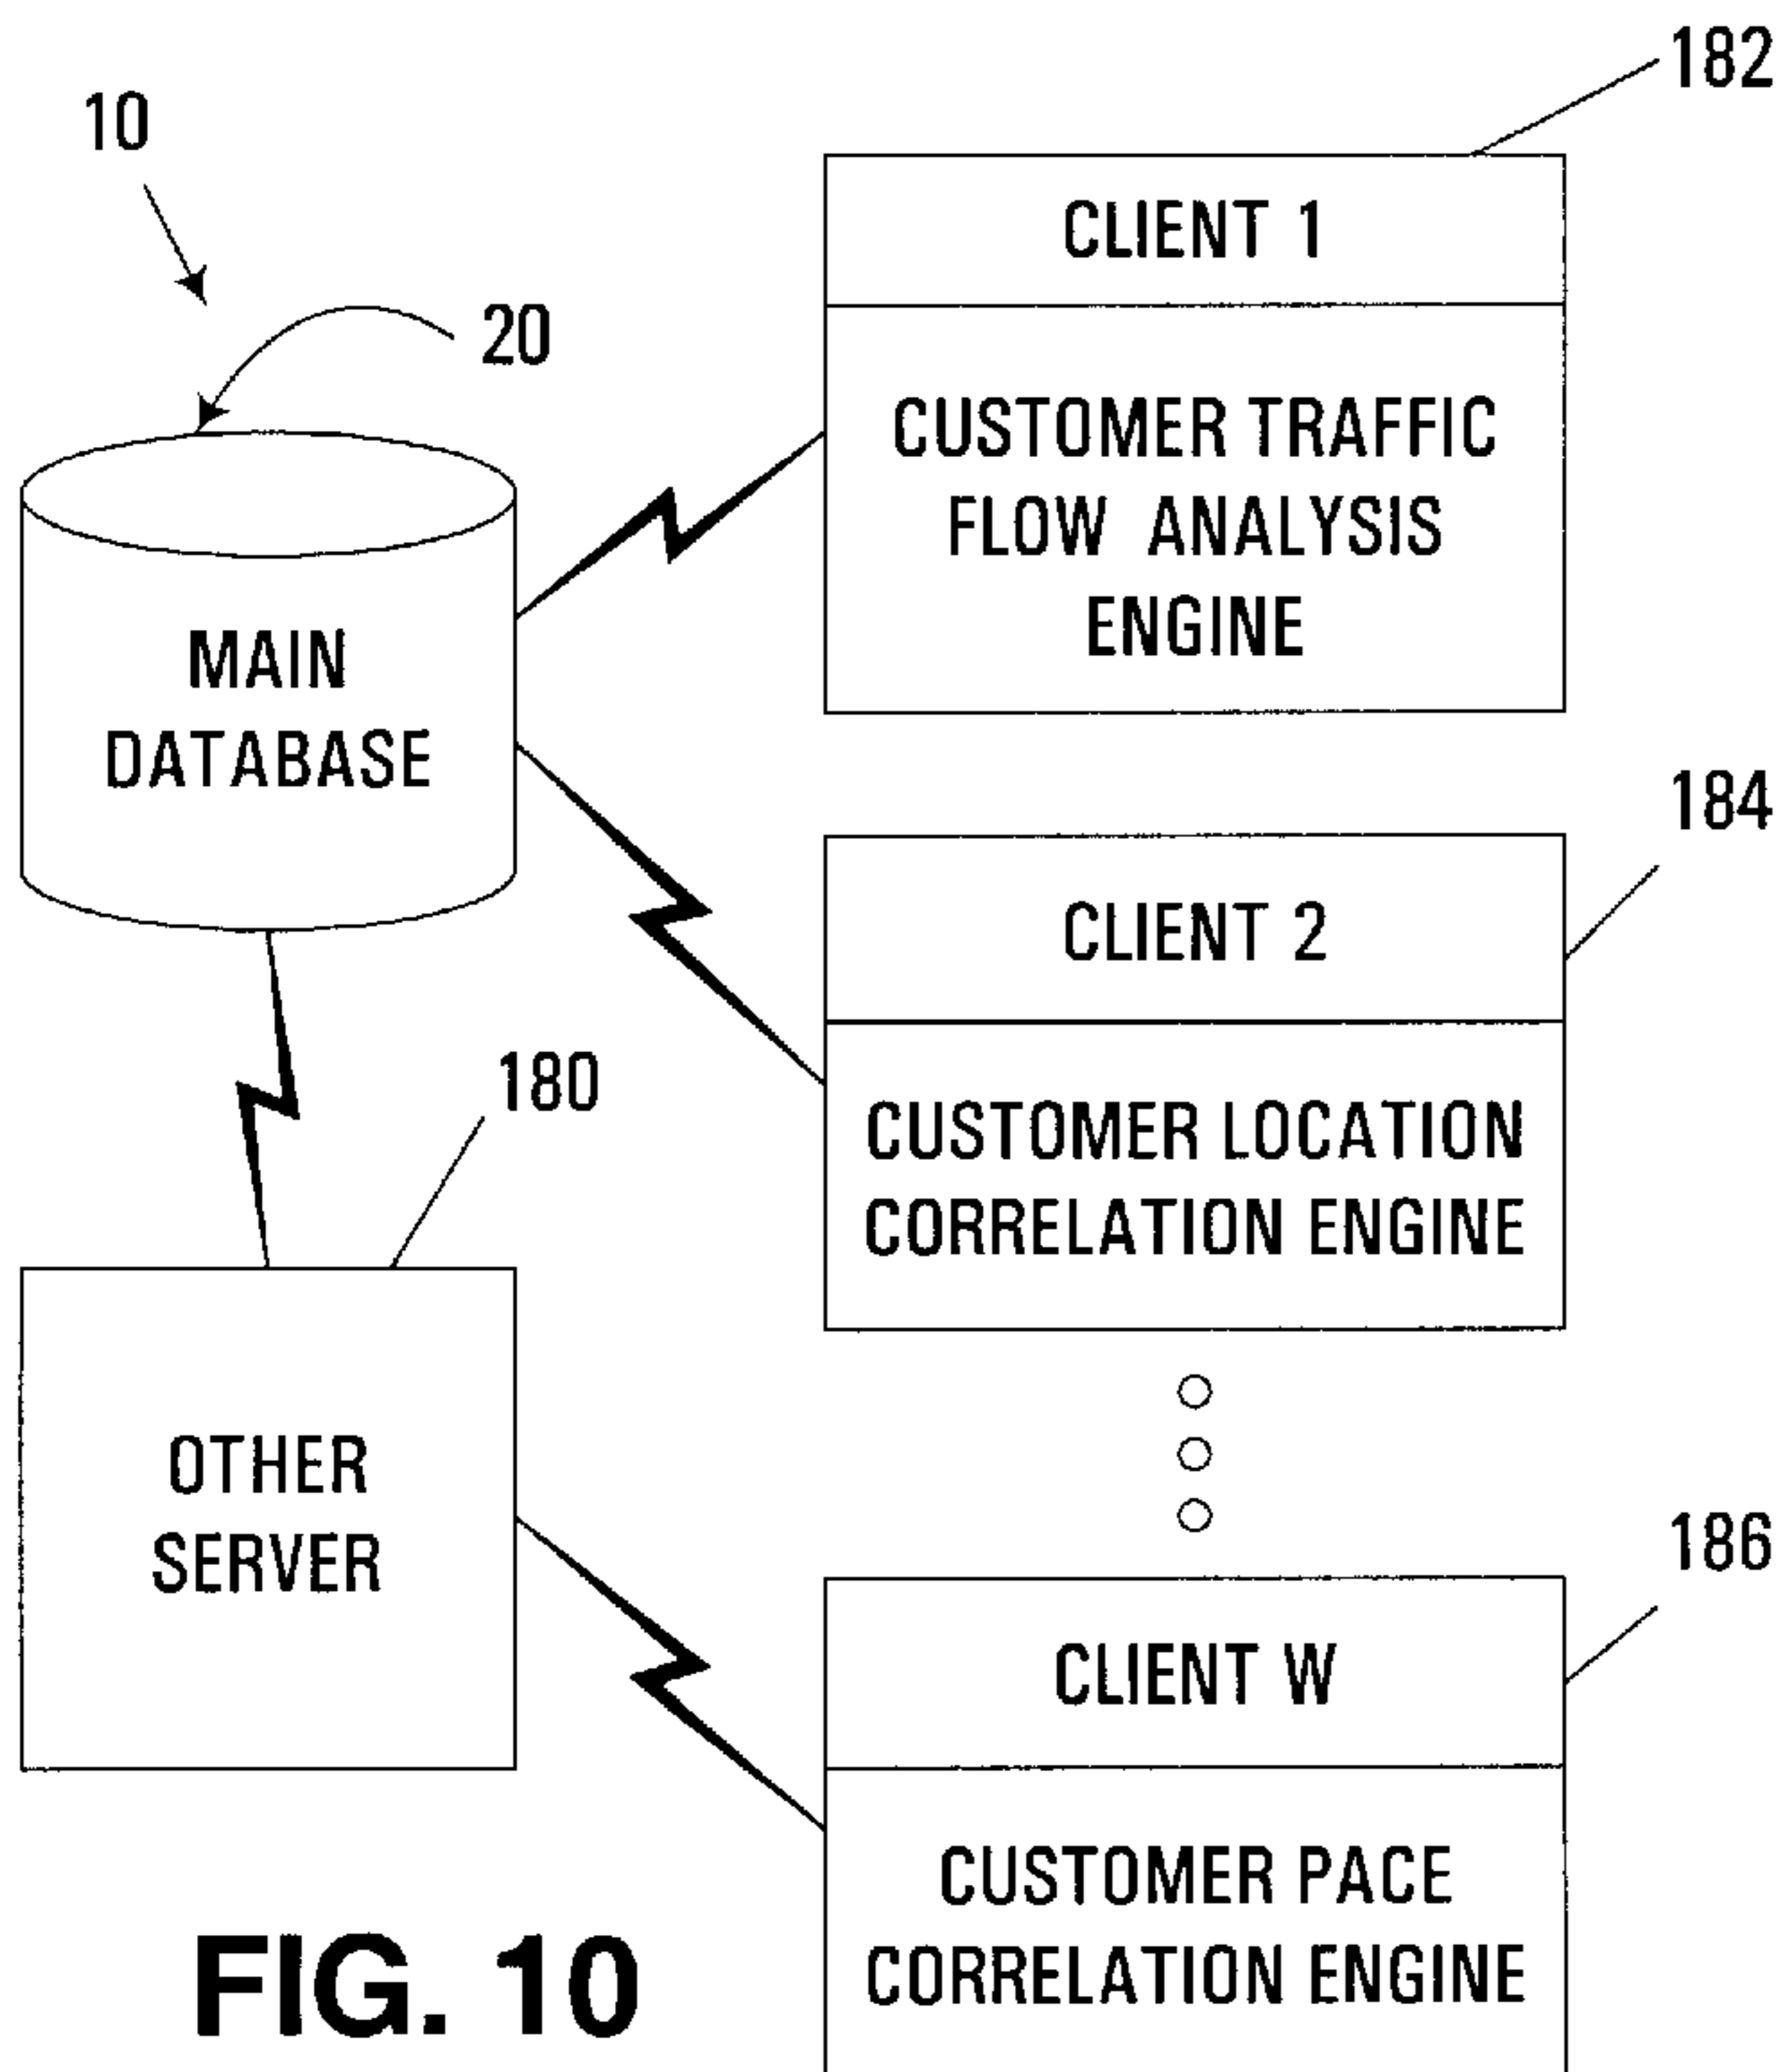 10
20
MAIN
DATABASE
182
CLIENT 1
CUSTOMER TRAFFIC
FLOW ANALYSIS
ENGINE
184
CLIENT 2
CUSTOMER LOCATION
CORRELATION ENGINE
180
OTHER
SERVER
186
CLIENT W
CUSTOMER PACE
CORRELATION ENGINE
FIG. 10